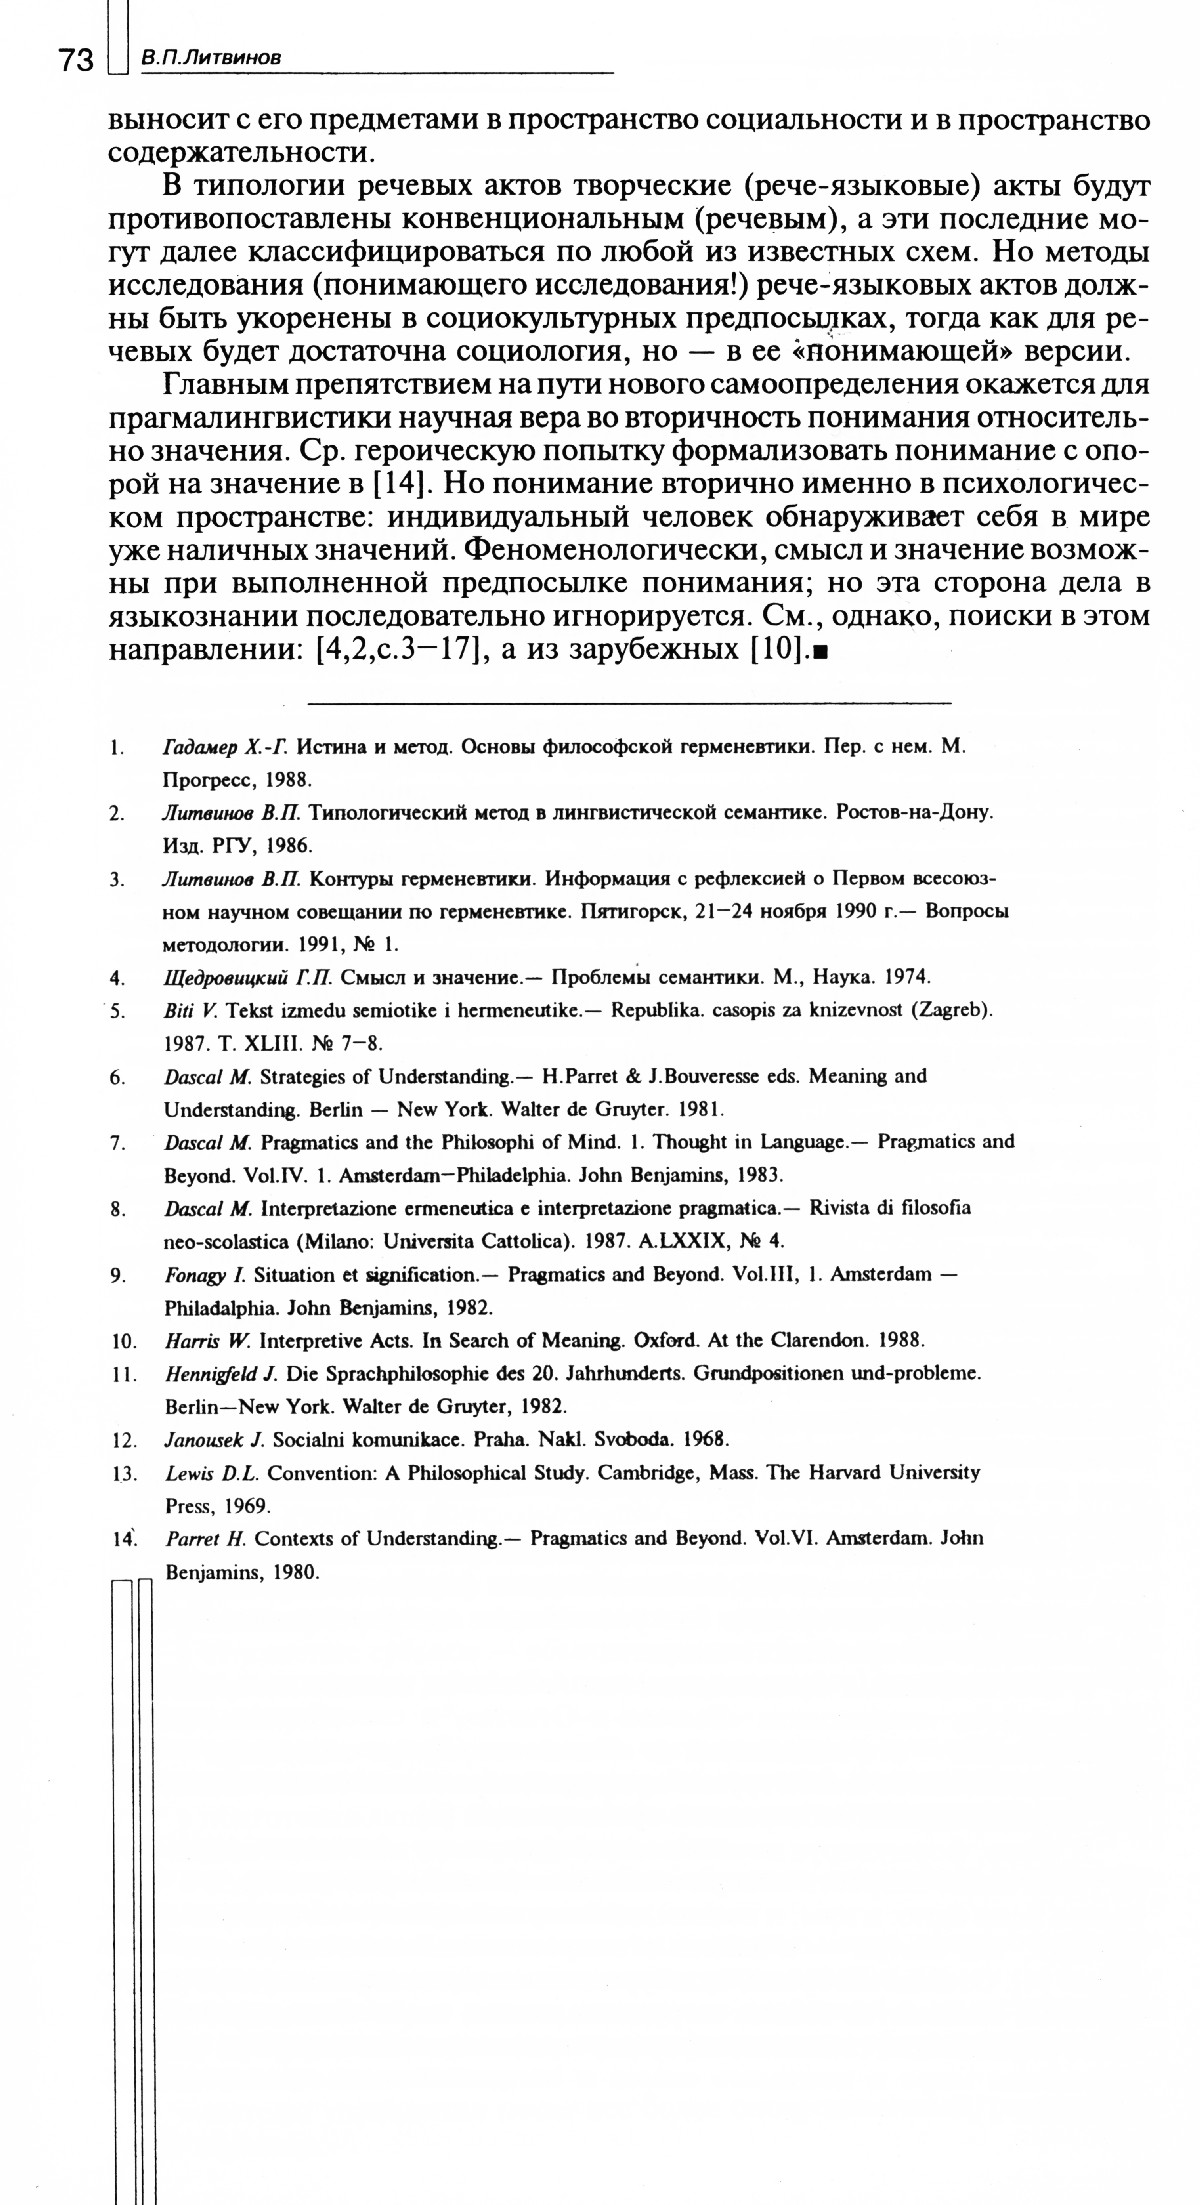 73 В.П.Литвинов
выносит с его предметами в пространство социальности и в пространство
содержательности.
В типологии речевых актов творческие (рече-языковые) акты будут
противопоставлены конвенциональным (речевым), а эти последние мо-
гут далее классифицироваться по любой из известных схем. Но методы
исследования (понимающего исследования!) рече-языковых актов долж-
ны быть укоренены в социокультурных предпосылках, тогда как для ре-
чевых будет достаточна социология, но — в ее «понимающей» версии.
Главным препятствием на пути нового самоопределения окажется для
прагмалингвистики научная вера во вторичность понимания относитель-
но значения. Ср. героическую попытку формализовать понимание с опо-
рой на значение в [14]. Но понимание вторично именно в психологичес-
ком пространстве: индивидуальный человек обнаруживает себя в мире
уже наличных значений. Феноменологически, смысл и значение возмож-
ны при выполненной предпосылке понимания; но эта сторона дела в
языкознании последовательно игнорируется. См., однако, поиски в этом
направлении: [4,2,с.3—17], а из зарубежных [10].■
1. Гадамер Х.-Г. Истина и метод. Основы философской герменевтики. Пер. с нем. М.
Прогресс, 1988.
2. Литвинов В.П. Типологический метод в лингвистической семантике. Ростов-на-Дону.
Изд. РГУ, 1986.
3. Литвинов В.П. Контуры герменевтики. Информация с рефлексией о Первом всесоюз-
ном научном совещании по герменевтике. Пятигорск, 21—24 ноября 1990 г.— Вопросы
методологии. 1991, № 1.
4. Щедровицкий Г.П. Смысл и значение.— Проблемы семантики. М., Наука. 1974.
5. Biti V. Tekst izmedu semiotike i hermeneutike.— Republika. casopis za knizevnost (Zagreb).
1987. T. XLIII. № 7—8.
6. Dascal M. Strategies of Understanding.— H.Parret & J.Bouveresse eds. Meaning and
Understanding. Berlin — New York. Walter de Gruyter. 1981.
7. Dascal M. Pragmatics and the Philosophi of Mind. 1. Thought in Language.— Pragmatics and
Beyond. Vol.IV. 1. Amsterdam—Philadelphia. John Benjamins, 1983.
8. Dascal M. Interpretazione ermeneutica e interpretazione pragmatica.— Rivista di filosofia
neo-scolastica (Milano: Universita Cattolica). 1987. A.LXXIX, № 4.
9. Fonagy I. Situation et signification.— Pragmatics and Beyond. Vol.III, 1. Amsterdam —
Philadalphia. John Benjamins, 1982.
10. Harris W. Interpretive Acts. In Search of Meaning. Oxford. At the Clarendon. 1988.
11. Hennigfeld J. Die Sprachphilosophie des 20. Jahrhunderts. Grundpositionen und-probleme.
Berlin—New York. Walter de Gruyter, 1982.
12. Janousek J. Socialni komunikace. Praha. Nakl. Svoboda. 1968.
13. Lewis D.L. Convention: A Philosophical Study. Cambridge, Mass. The Harvard University
Press, 1969.
14. Parret H. Contexts of Understanding.— Pragmatics and Beyond. Vol.VI. Amsterdam. John
Benjamins, 1980.